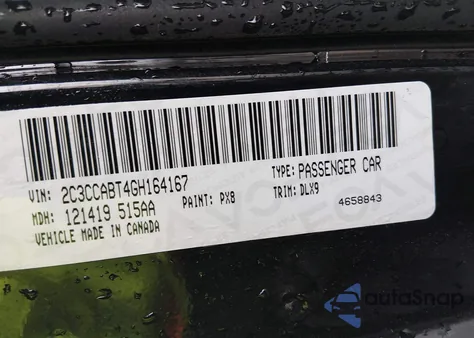 VIN: 2C3CCABT4GH164167 TYPE: PASSENGER CAR
MDH: 121419 515AA PAINT: PX8 TRIM: DLX9
VEHICLE MADE IN CANADA 4658843
autoSnap